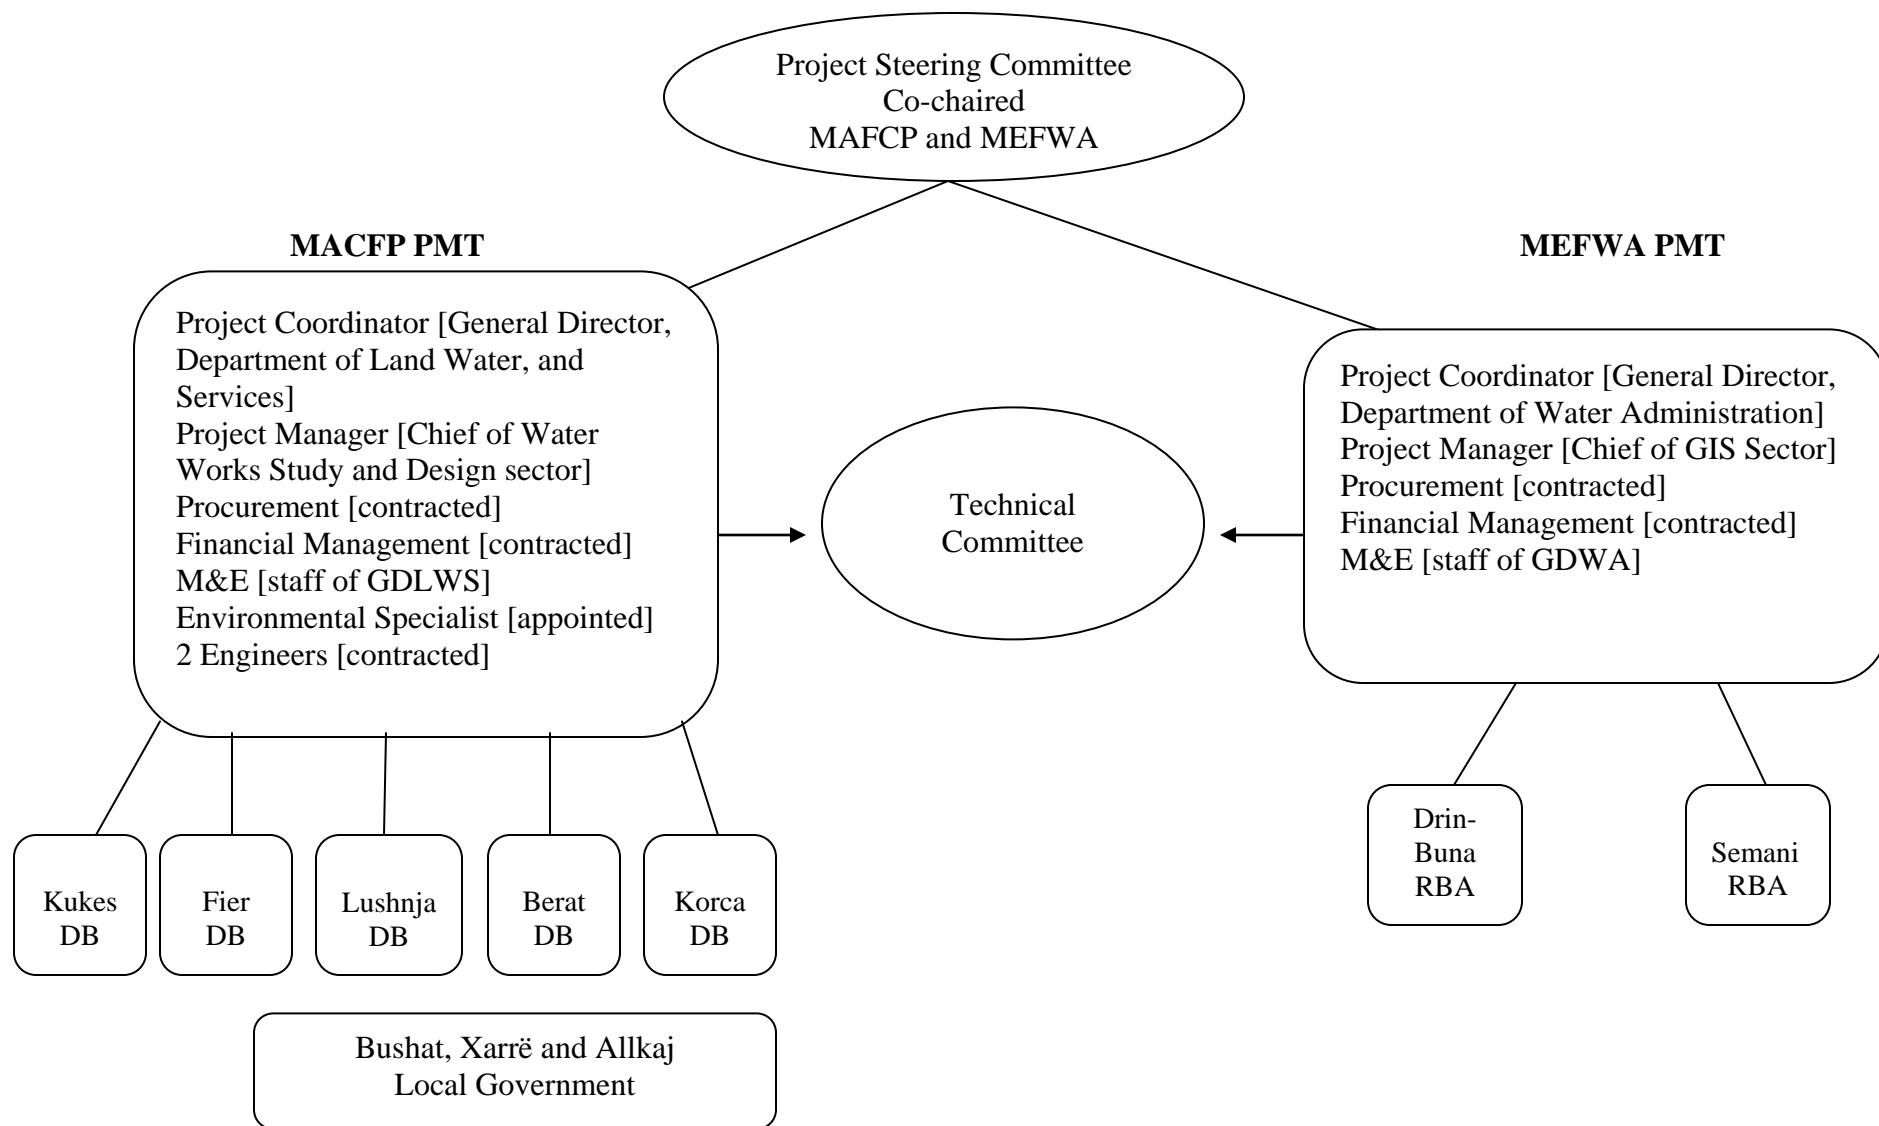 Project Steering Committee
Co-chaired
MAFCP and MEFWA
MACFP PMT
MEFWA PMT
Project Coordinator [General Director,
Department of Land Water, and
Services]
Project Manager [Chief of Water
Works Study and Design sector]
Procurement [contracted]
Financial Management [contracted]
M&E [staff of GDLWS]
Environmental Specialist [appointed]
2 Engineers [contracted]
Technical
Committee
Project Coordinator [General Director,
Department of Water Administration]
Project Manager [Chief of GIS Sector]
Procurement [contracted]
Financial Management [contracted]
M&E [staff of GDWA]
Kukes
DB
Fier
DB
Lushnja
DB
Berat
DB
Korca
DB
Drin-
Buna
RBA
Semani
RBA
Bushat, Xarrë and Allkaj
Local Government